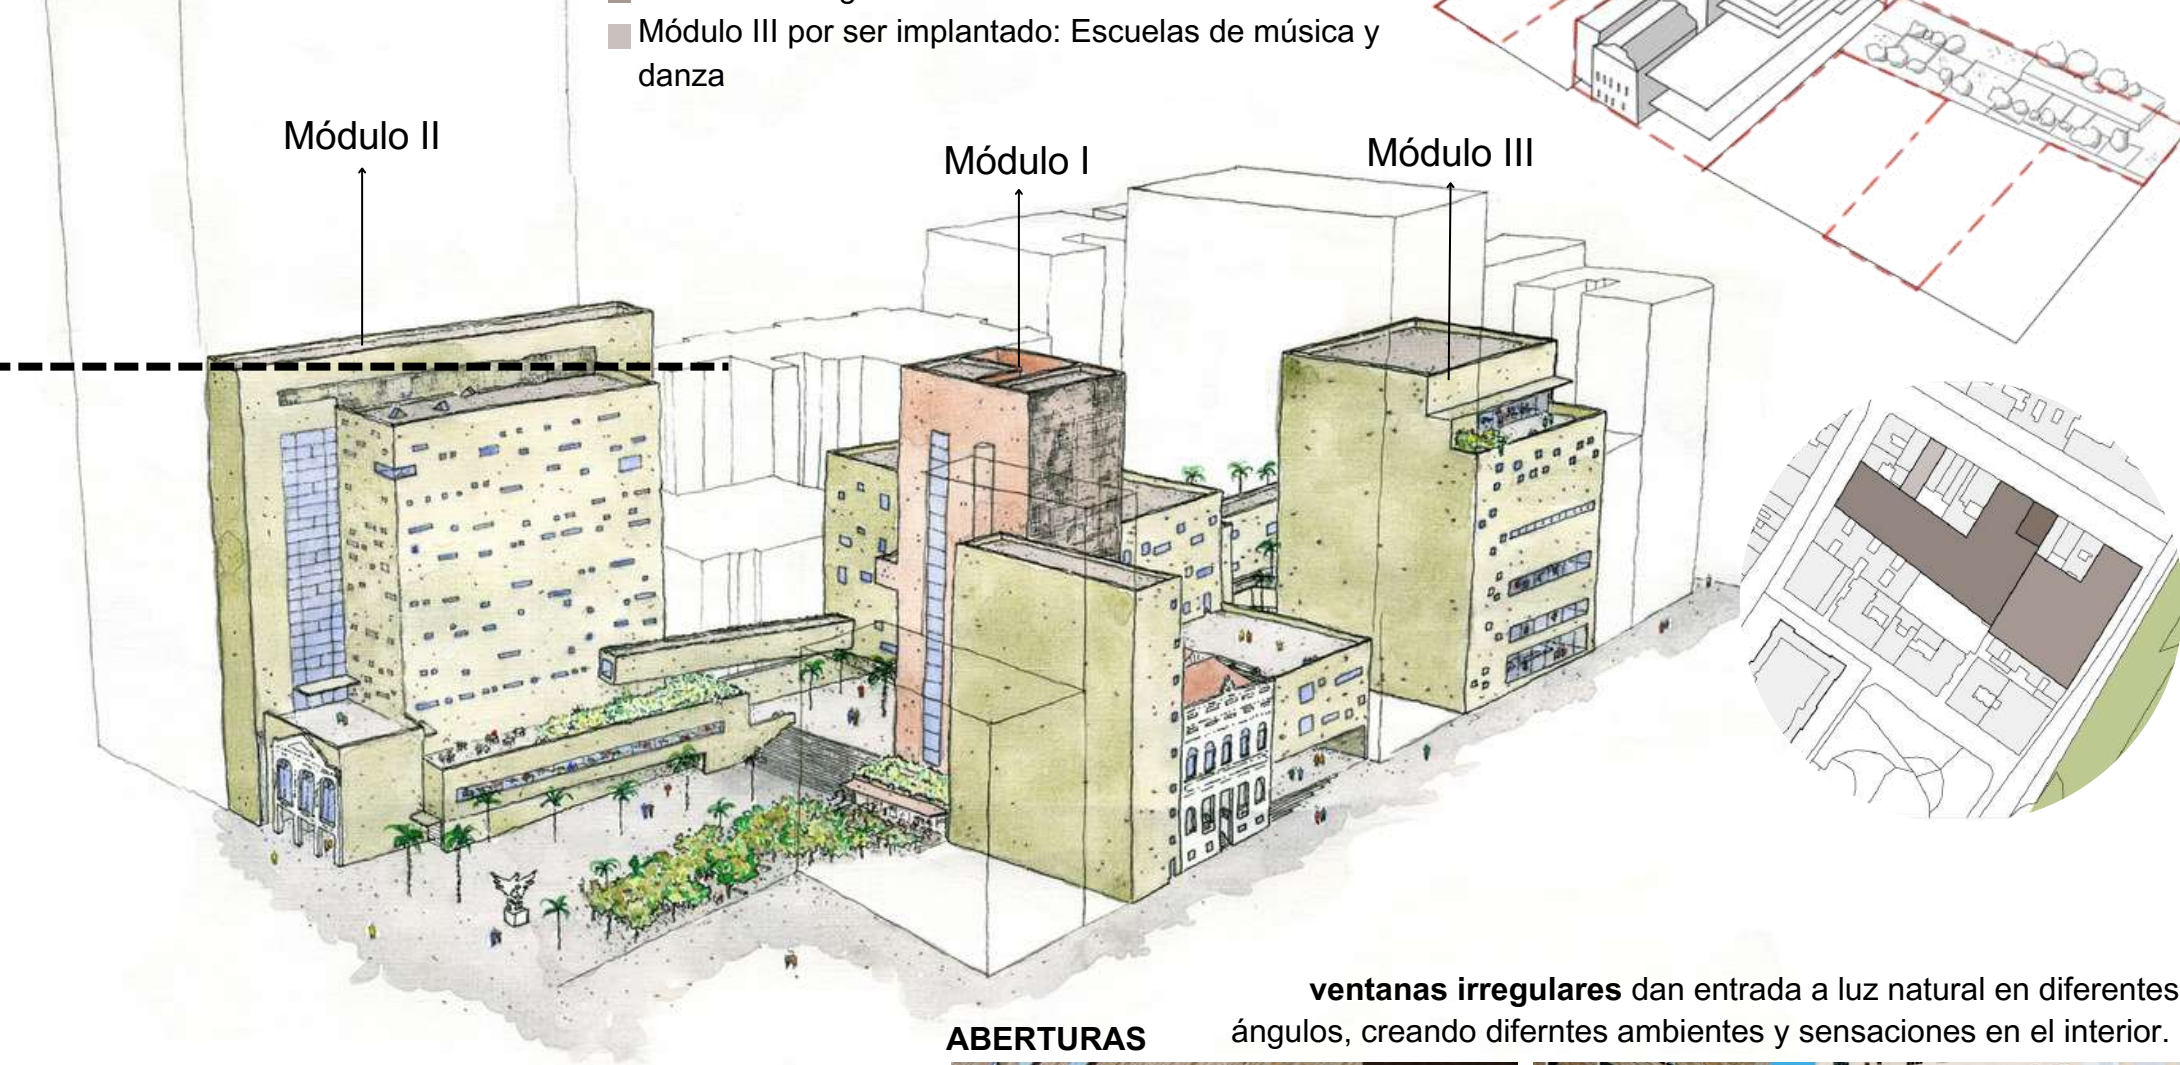 Módulo III por ser implantado: Escuelas de música y
danza
Módulo II
Módulo I
Módulo III
ventanas irregulares dan entrada a luz natural en diferentes
ángulos, creando diferntes ambientes y sensaciones en el interior.
ABERTURAS